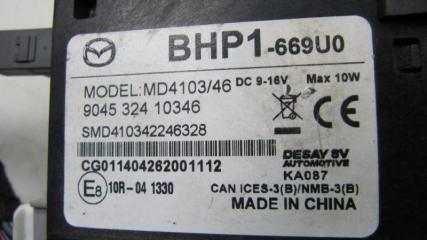 BHP1-669U0
MODEL:MD4103/46 DC 9-16V Max 10W
9045 324 10346
SMD410342246328
CG011404262001112
DESAY SV
AUTOMOTIVE
KA087
E8 10R-04 1330
CAN ICES-3(B)/NMB-3(B)
MADE IN CHINA
CE